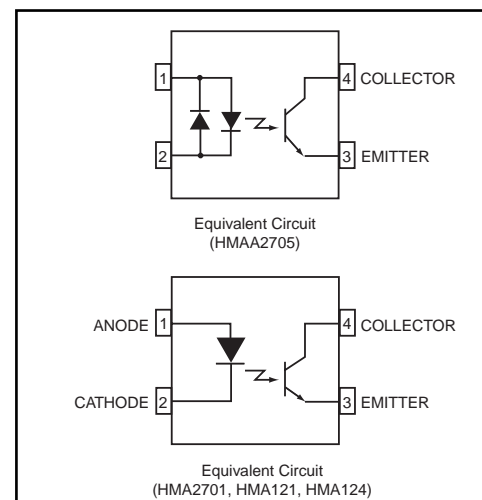 1 4 COLLECTOR
2 3 EMITTER
Equivalent Circuit
(HMAA2705)
ANODE 1 4 COLLECTOR
CATHODE 2 3 EMITTER
Equivalent Circuit
(HMA2701, HMA121, HMA124)